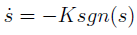 ṡ = −Ksgn(s)